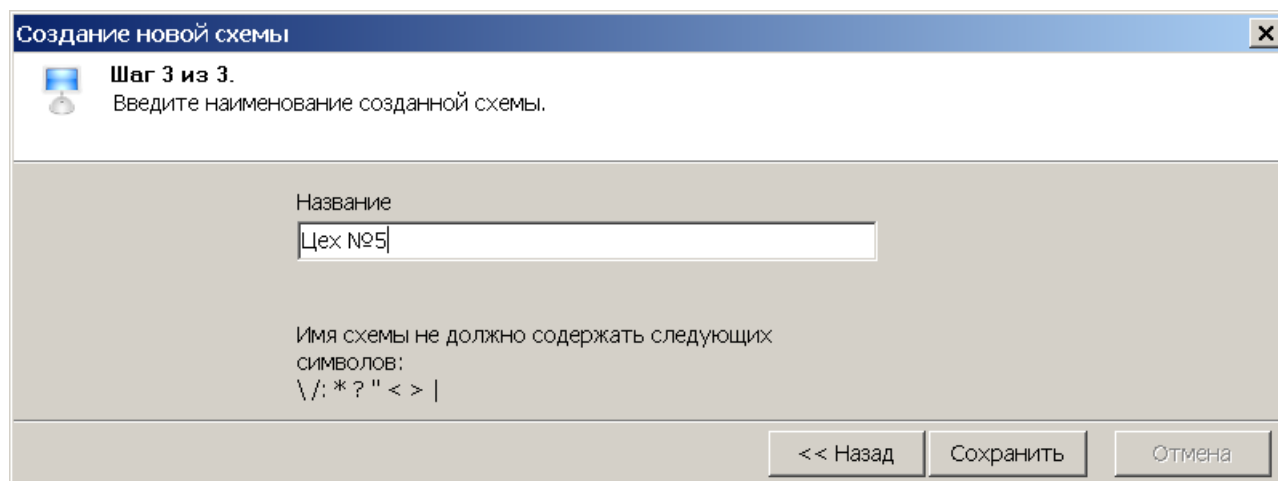 Создание новой схемы
Шаг 3 из 3.
Введите наименование созданной схемы.
Название
Цех №5
Имя схемы не должно содержать следующих
символов:
\ /: * ? " < > |
<< Назад Сохранить Отмена